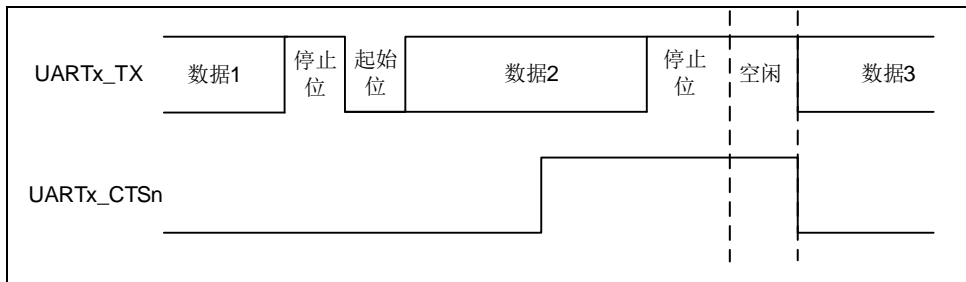 UARTx_TX
数据1
停止
位
起始
位
数据2
停止
位
空闲
数据3
UARTx_CTSn